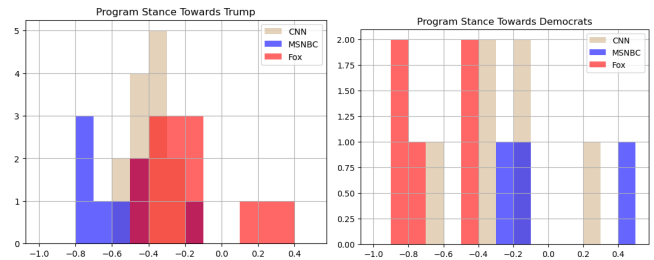 Program Stance Towards Trump
CNN
MSNBC
Fox
5
4
3
2
1
0
−1.0 −0.8 −0.6 −0.4 −0.2 0.0 0.2 0.4
Program Stance Towards Democrats
CNN
MSNBC
Fox
2.00
1.75
1.50
1.25
1.00
0.75
0.50
0.25
0.00
−1.0 −0.8 −0.6 −0.4 −0.2 0.0 0.2 0.4